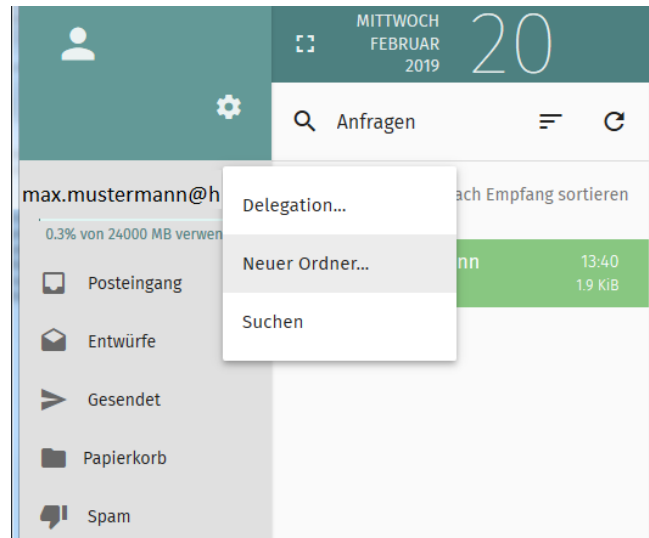 MITTWOCH
FEBRUAR
2019
20
Anfragen
max.mustermann@h
0.3% von 24000 MB verwen
Delegation...
Neuer Ordner...
Suchen
ach Empfang sortieren
nn 13:40
1.9 KiB
Posteingang
Entwürfe
Gesendet
Papierkorb
Spam